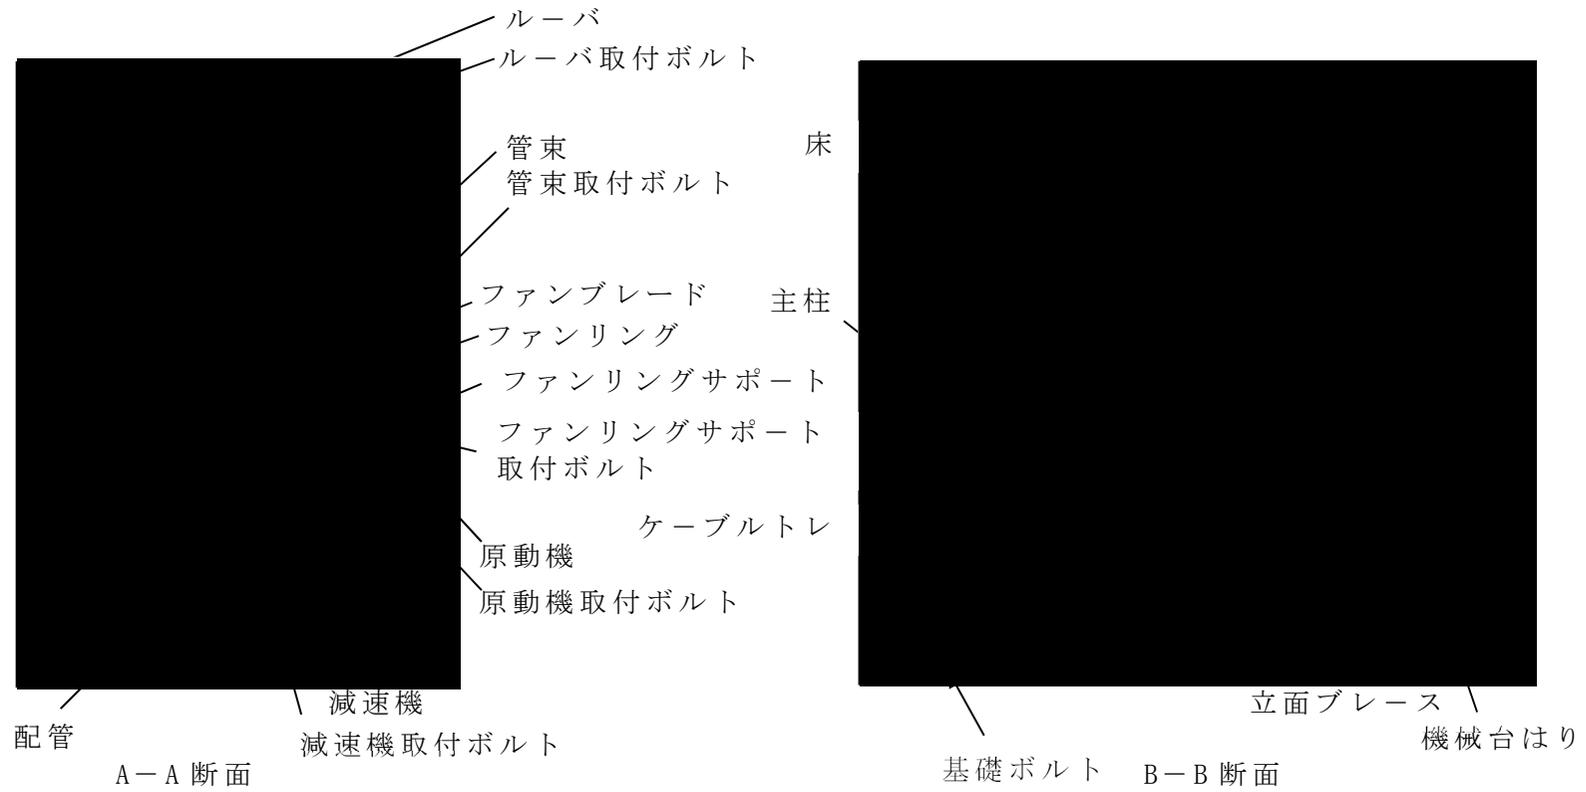 ルーバ
ルーバ取付ボルト
管束
管束取付ボルト
ファンブレード
ファンリング
ファンリングサポート
ファンリングサポート
取付ボルト
原動機
原動機取付ボルト
減速機
減速機取付ボルト
配管
A－A 断面
床
主柱
ケーブルトレ
立面ブレース
機械台はり
基礎ボルト
B－B 断面